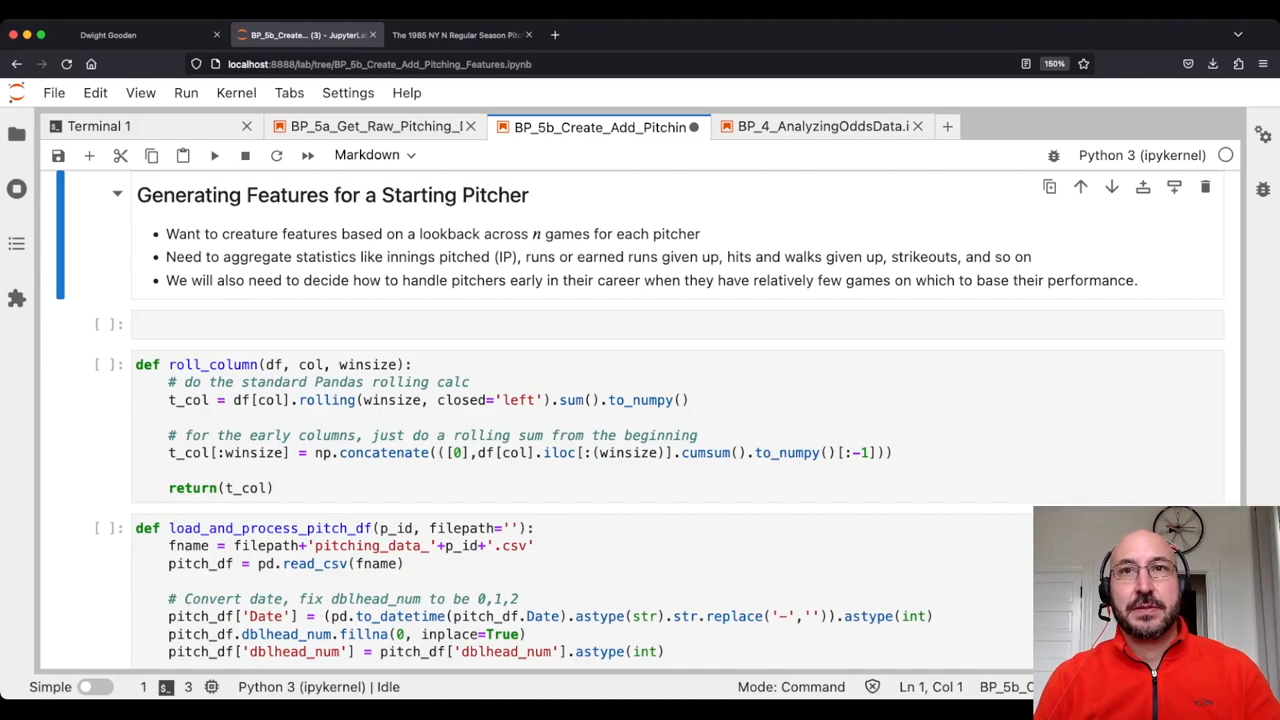 Dwight Gooden
BP_5b_Create... (3) - JupyterLa
The 1985 NY N Regular Season Pitc
localhost:8888/lab/tree/BP_5b_Create_Add_Pitching_Features.ipynb
150%
File Edit View Run Kernel Tabs Settings Help
Terminal 1
BP_5a_Get_Raw_Pitching_I
BP_5b_Create_Add_Pitchin
BP_4_AnalyzingOddsData.i
Markdown
Python 3 (ipykernel)
Generating Features for a Starting Pitcher
• Want to creature features based on a lookback across n games for each pitcher
• Need to aggregate statistics like innings pitched (IP), runs or earned runs given up, hits and walks given up, strikeouts, and so on
• We will also need to decide how to handle pitchers early in their career when they have relatively few games on which to base their performance.
[ ]:
[ ]: def roll_column(df, col, winsize):
# do the standard Pandas rolling calc
t_col = df[col].rolling(winsize, closed='left').sum().to_numpy()
# for the early columns, just do a rolling sum from the beginning
t_col[:winsize] = np.concatenate(([0],df[col].iloc[:(winsize)].cumsum().to_numpy()[:-1]))
return(t_col)
[ ]: def load_and_process_pitch_df(p_id, filepath=''):
fname = filepath+'pitching_data_'+p_id+'.csv'
pitch_df = pd.read_csv(fname)
# Convert date, fix dblhead_num to be 0,1,2
pitch_df['Date'] = (pd.to_datetime(pitch_df.Date).astype(str).str.replace('-','')).astype(int)
pitch_df.dblhead_num.fillna(0, inplace=True)
pitch_df['dblhead_num'] = pitch_df['dblhead_num'].astype(int)
Simple 1 3 Python 3 (ipykernel) | Idle
Mode: Command Ln 1, Col 1 BP_5b_C